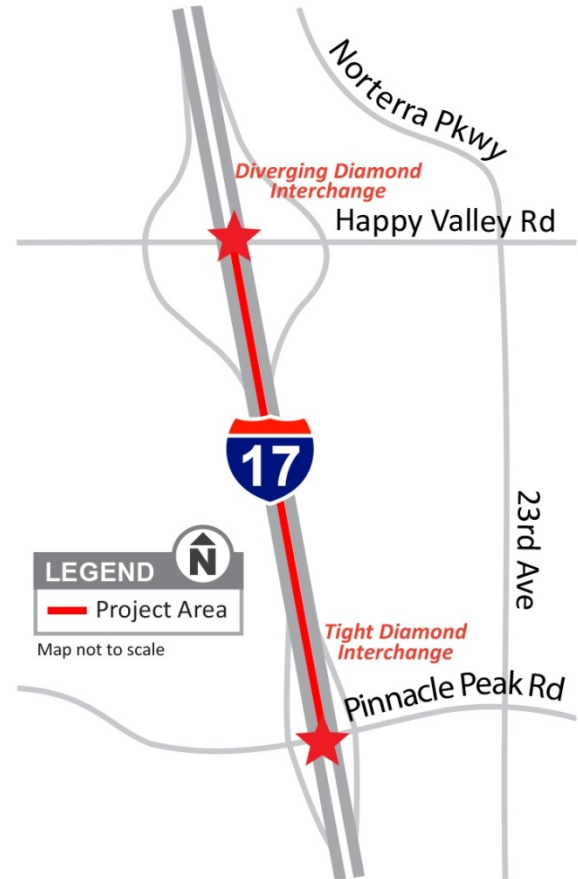 Norterra Pkwy
Diverging Diamond
Interchange
Happy Valley Rd
17
23rd Ave
N
LEGEND
Project Area
Map not to scale
Tight Diamond
Interchange
Pinnacle Peak Rd